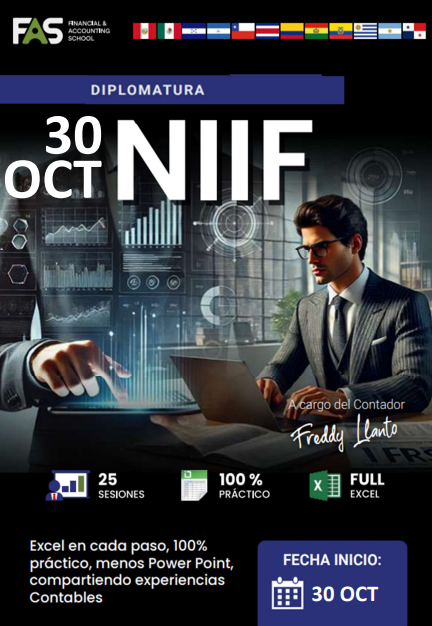 FAS FINANCIAL &
ACCOUNTING
SCHOOL
DIPLOMATURA
30
OCT
NIIF
A cargo del Contador
Freddy Llanto
IFRS
25
SESIONES
100 %
PRÁCTICO
FULL
EXCEL
Excel en cada paso, 100%
práctico, menos Power Point,
compartiendo experiencias
Contables
FECHA INICIO:
30 OCT